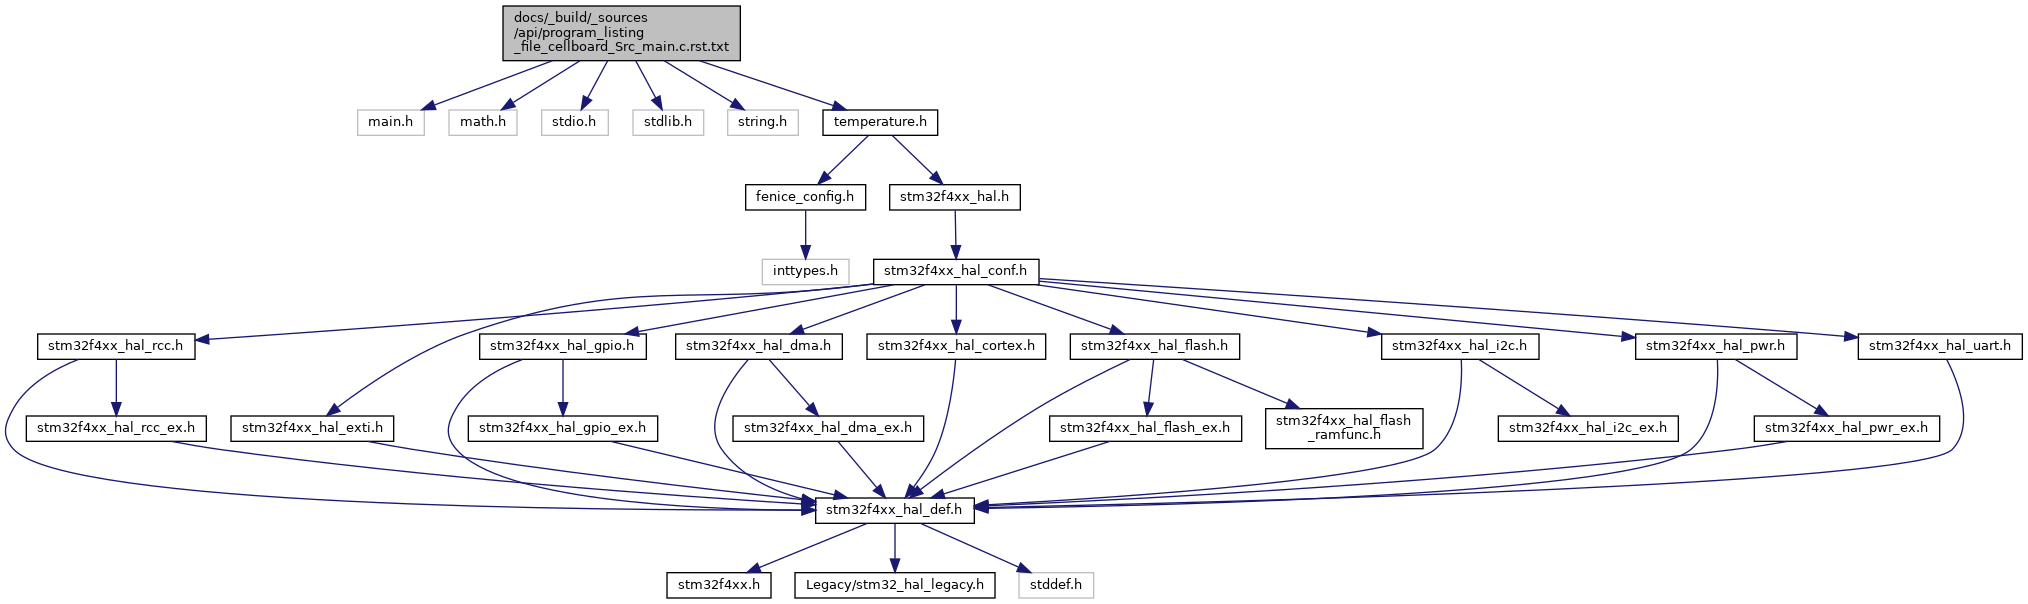 docs/_build/_sources
/api/program_listing
_file_cellboard_Src_main.c.rst.txt
main.h
math.h
stdio.h
stdlib.h
string.h
temperature.h
fenice_config.h
stm32f4xx_hal.h
inttypes.h
stm32f4xx_hal_conf.h
stm32f4xx_hal_rcc.h
stm32f4xx_hal_gpio.h
stm32f4xx_hal_dma.h
stm32f4xx_hal_cortex.h
stm32f4xx_hal_flash.h
stm32f4xx_hal_i2c.h
stm32f4xx_hal_pwr.h
stm32f4xx_hal_uart.h
stm32f4xx_hal_rcc_ex.h
stm32f4xx_hal_exti.h
stm32f4xx_hal_gpio_ex.h
stm32f4xx_hal_dma_ex.h
stm32f4xx_hal_flash_ex.h
stm32f4xx_hal_flash
_ramfunc.h
stm32f4xx_hal_i2c_ex.h
stm32f4xx_hal_pwr_ex.h
stm32f4xx_hal_def.h
stm32f4xx.h
Legacy/stm32_hal_legacy.h
stddef.h